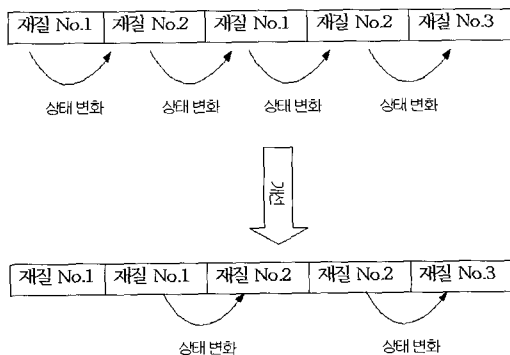 재질 No.1 재질 No.2 재질 No.1 재질 No.2 재질 No.3
상태 변화 상태 변화 상태 변화 상태 변화
개선
재질 No.1 재질 No.1 재질 No.2 재질 No.2 재질 No.3
상태 변화 상태 변화